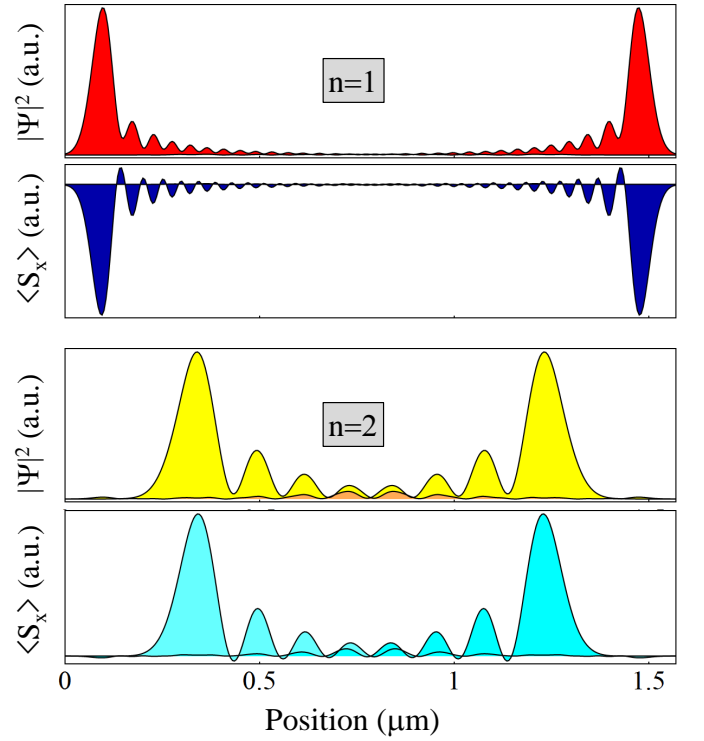 |Ψ|² (a.u.)
n=1
⟨Sₓ⟩ (a.u.)
|Ψ|² (a.u.)
n=2
⟨Sₓ⟩ (a.u.)
0 0.5 1 1.5
Position (μm)